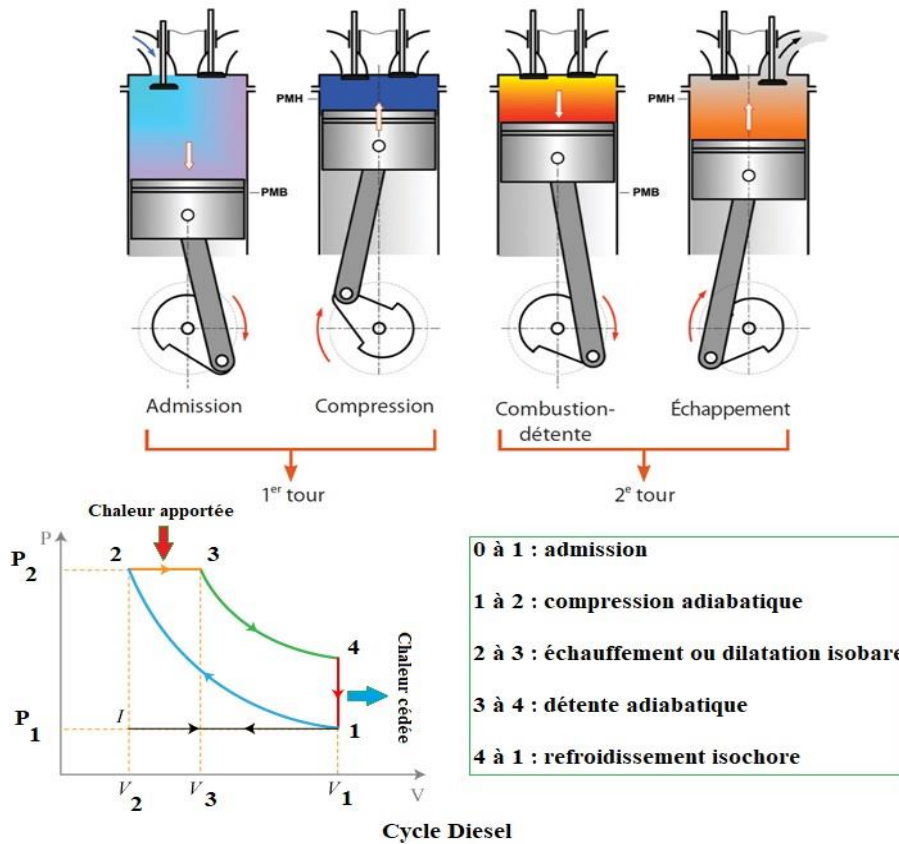 PMH
PMH
PMB
PMB
Admission
Compression
Combustion-
détente
Échappement
1er tour
2e tour
Chaleur apportée
P
P2
2
3
4
Chaleur cédée
P1
I
1
V2
V3
V1
V
0 à 1 : admission
1 à 2 : compression adiabatique
2 à 3 : échauffement ou dilatation isobare
3 à 4 : détente adiabatique
4 à 1 : refroidissement isochore
Cycle Diesel